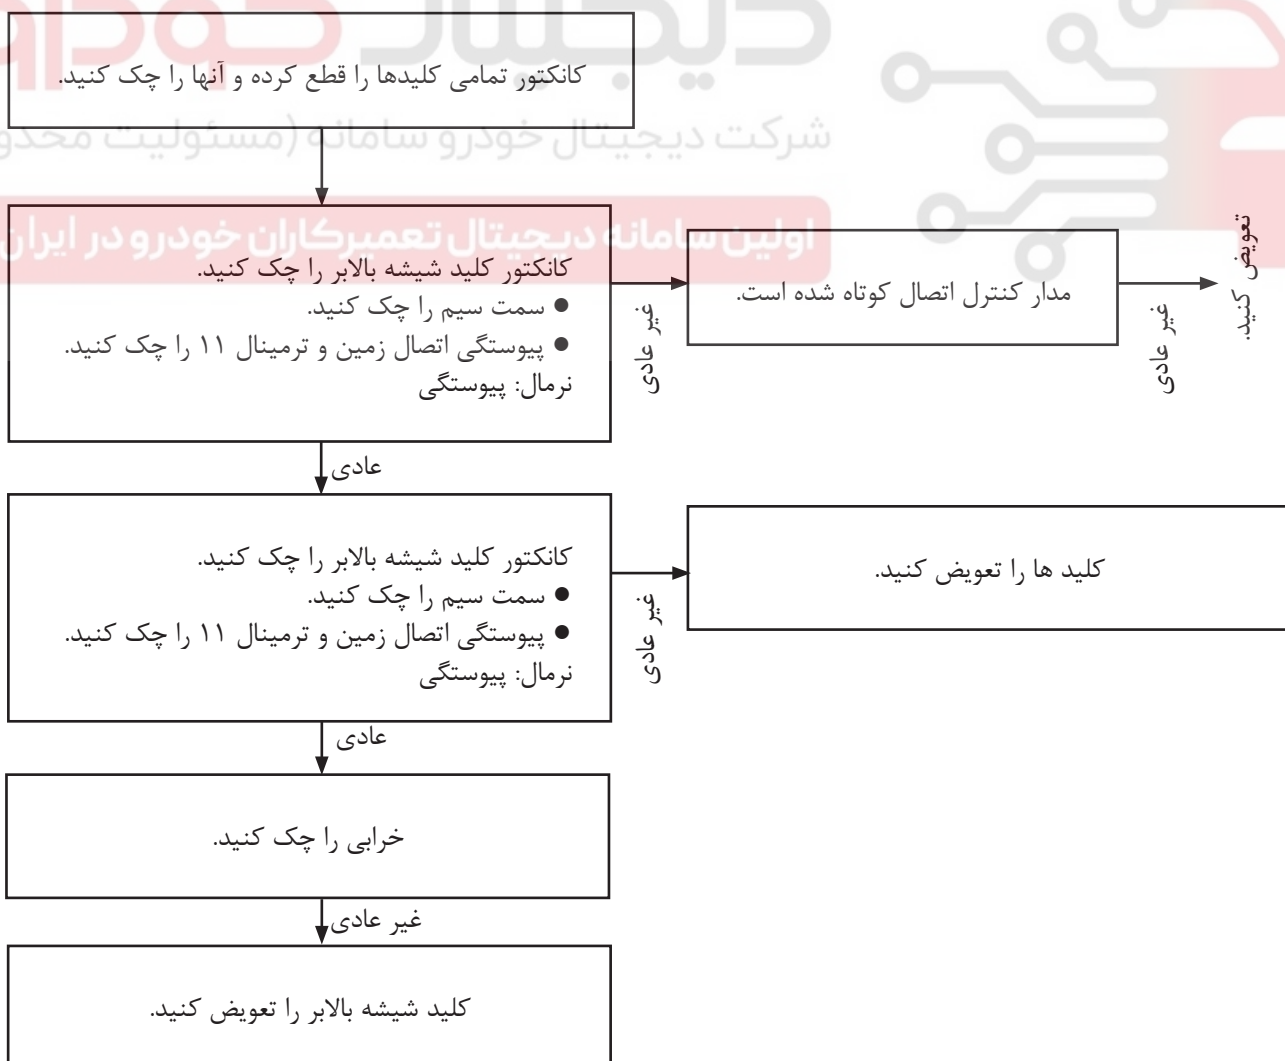 دیجیتال خودرو
کانکتور تمامی کلیدها را قطع کرده و آنها را چک کنید.
شرکت دیجیتال خودرو سامانه (مسئولیت محدو
اولین سامانه دیجیتال تعمیرکاران خودرو در ایران
کانکتور کلید شیشه بالابر را چک کنید.
● سمت سیم را چک کنید.
● پیوستگی اتصال زمین و ترمینال ۱۱ را چک کنید.
نرمال: پیوستگی
غیر عادی
مدار کنترل اتصال کوتاه شده است.
غیر عادی
تعویض کنید.
عادی
کانکتور کلید شیشه بالابر را چک کنید.
● سمت سیم را چک کنید.
● پیوستگی اتصال زمین و ترمینال ۱۱ را چک کنید.
نرمال: پیوستگی
غیر عادی
کلید ها را تعویض کنید.
عادی
خرابی را چک کنید.
غیر عادی
کلید شیشه بالابر را تعویض کنید.